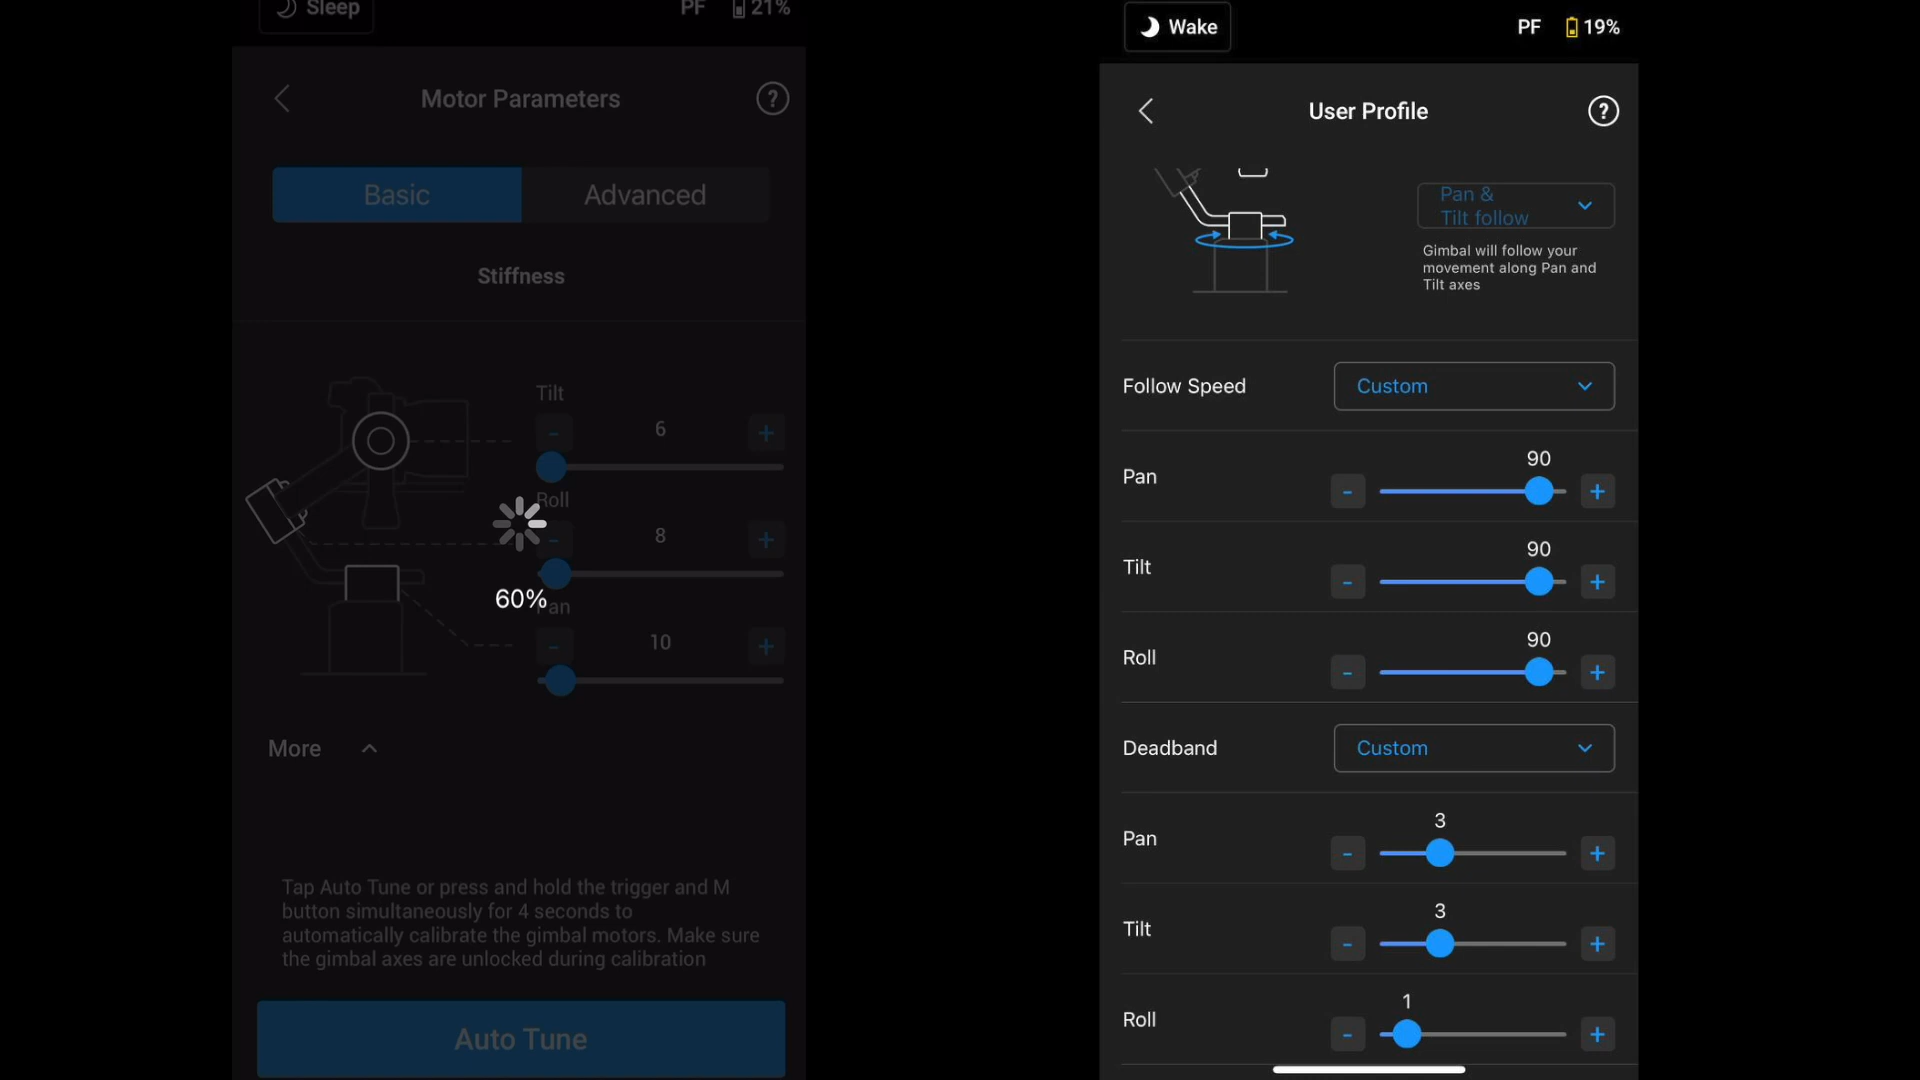 Sleep
PF
21%
Motor Parameters
?
Basic
Advanced
Stiffness
Tilt
-
6
+
Roll
-
8
+
60%
Pan
-
10
+
More
Tap Auto Tune or press and hold the trigger and M
button simultaneously for 4 seconds to
automatically calibrate the gimbal motors. Make sure
the gimbal axes are unlocked during calibration
Auto Tune
Wake
PF
19%
User Profile
?
Pan &
Tilt follow
Gimbal will follow your
movement along Pan and
Tilt axes
Follow Speed
Custom
90
Pan
-
+
90
Tilt
-
+
90
Roll
-
+
Deadband
Custom
3
Pan
-
+
3
Tilt
-
+
1
Roll
-
+